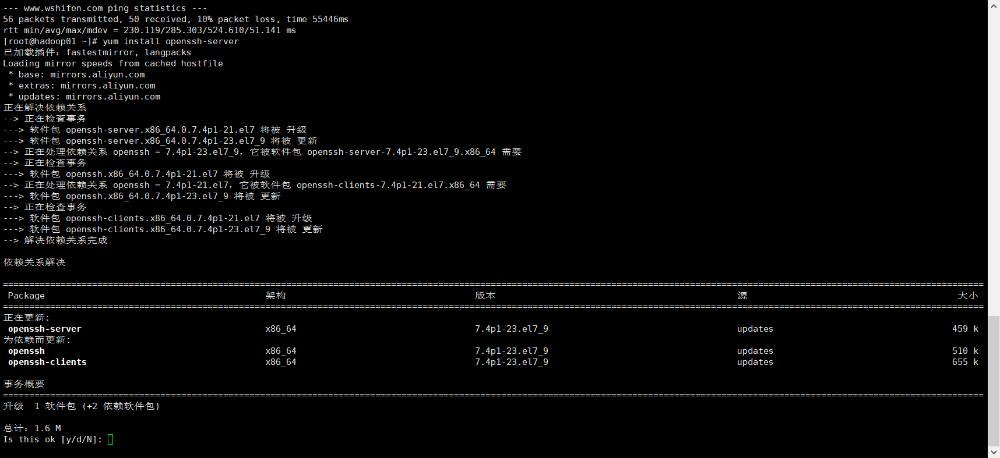 --- www.wshifen.com ping statistics ---
56 packets transmitted, 50 received, 10% packet loss, time 55446ms
rtt min/avg/max/mdev = 230.119/285.303/524.610/51.141 ms
[root@hadoop01 ~]# yum install openssh-server
已加载插件：fastestmirror, langpacks
Loading mirror speeds from cached hostfile
 * base: mirrors.aliyun.com
 * extras: mirrors.aliyun.com
 * updates: mirrors.aliyun.com
正在解决依赖关系
--> 正在检查事务
---> 软件包 openssh-server.x86_64.0.7.4p1-21.el7 将被 升级
---> 软件包 openssh-server.x86_64.0.7.4p1-23.el7_9 将被 更新
--> 正在处理依赖关系 openssh = 7.4p1-23.el7_9，它被软件包 openssh-server-7.4p1-23.el7_9.x86_64 需要
--> 正在检查事务
---> 软件包 openssh.x86_64.0.7.4p1-21.el7 将被 升级
--> 正在处理依赖关系 openssh = 7.4p1-21.el7，它被软件包 openssh-clients-7.4p1-21.el7.x86_64 需要
---> 软件包 openssh.x86_64.0.7.4p1-23.el7_9 将被 更新
--> 正在检查事务
---> 软件包 openssh-clients.x86_64.0.7.4p1-21.el7 将被 升级
---> 软件包 openssh-clients.x86_64.0.7.4p1-23.el7_9 将被 更新
--> 解决依赖关系完成
依赖关系解决
Package 架构 版本 源 大小
正在更新:
openssh-server x86_64 7.4p1-23.el7_9 updates 459 k
为依赖而更新:
openssh x86_64 7.4p1-23.el7_9 updates 510 k
openssh-clients x86_64 7.4p1-23.el7_9 updates 655 k
事务概要
升级  1 软件包 (+2 依赖软件包)
总计：1.6 M
Is this ok [y/d/N]: